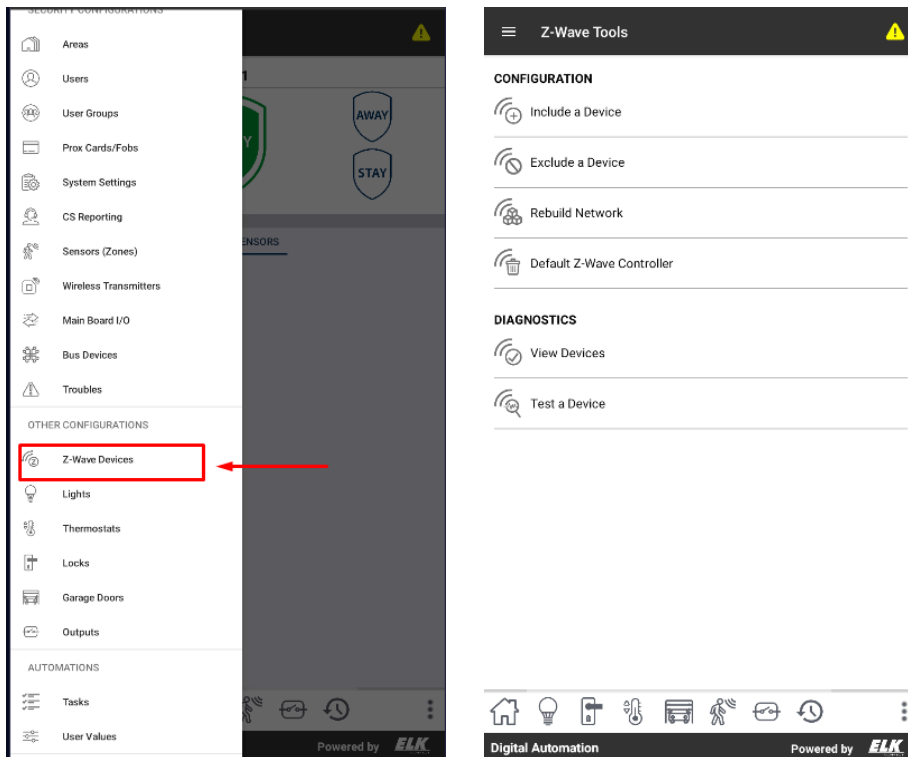 SECURITY CONFIGURATIONS
Areas
Users
User Groups
Prox Cards/Fobs
System Settings
CS Reporting
Sensors (Zones)
Wireless Transmitters
Main Board I/O
Bus Devices
Troubles
OTHER CONFIGURATIONS
Z-Wave Devices
Lights
Thermostats
Locks
Garage Doors
Outputs
AUTOMATIONS
Tasks
User Values
1
Y
AWAY
STAY
ENSORS
Powered by ELK
Z-Wave Tools
CONFIGURATION
Include a Device
Exclude a Device
Rebuild Network
Default Z-Wave Controller
DIAGNOSTICS
View Devices
Test a Device
Digital Automation
Powered by ELK